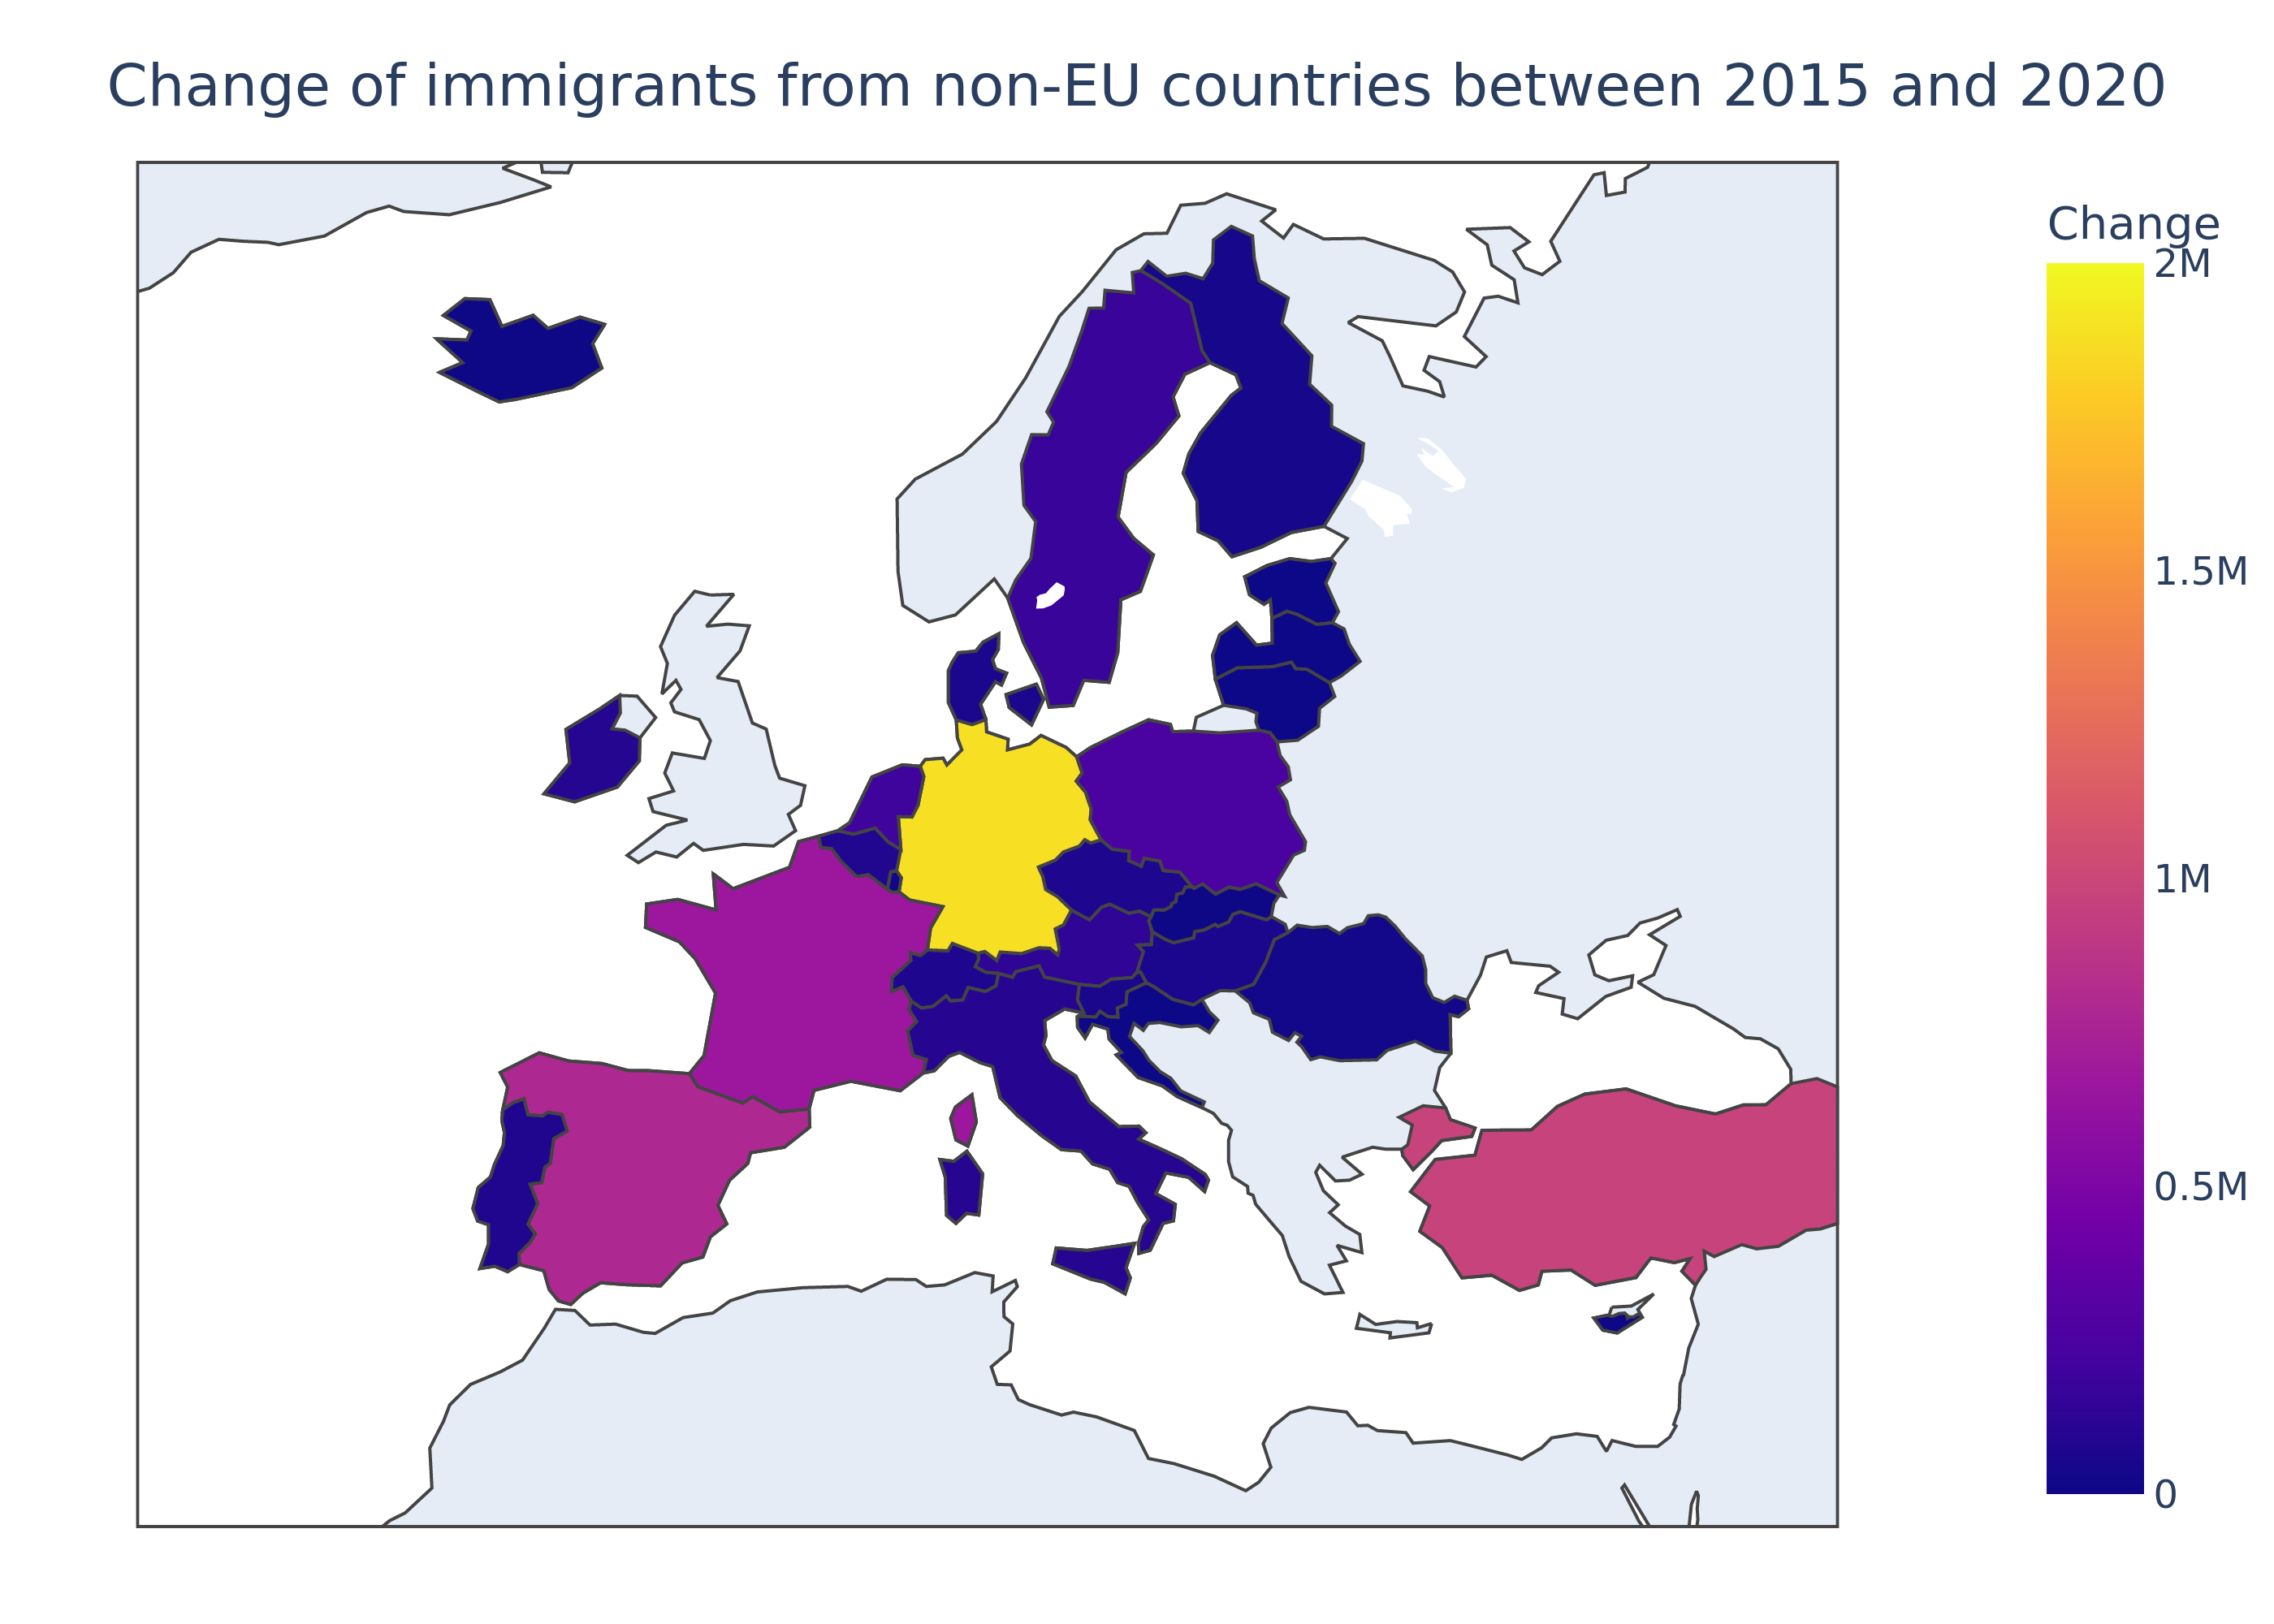 Change of immigrants from non-EU countries between 2015 and 2020
Change
2M
1.5M
1M
0.5M
0